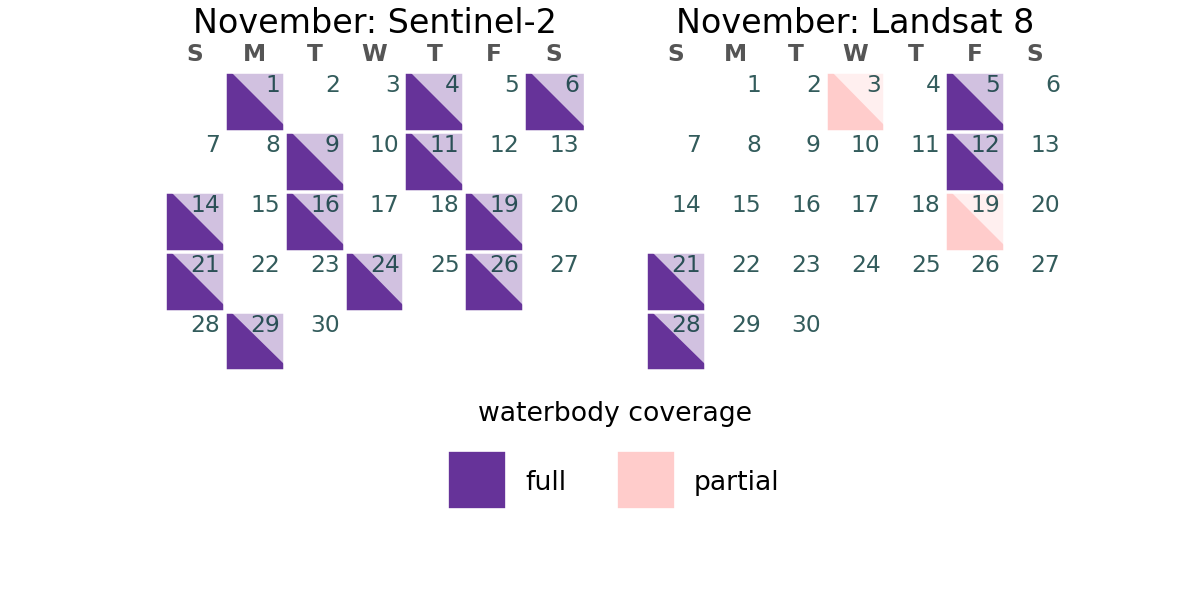 November: Sentinel-2
S M T W T F S
1 2 3 4 5 6
7 8 9 10 11 12 13
14 15 16 17 18 19 20
21 22 23 24 25 26 27
28 29 30
November: Landsat 8
S M T W T F S
1 2 3 4 5 6
7 8 9 10 11 12 13
14 15 16 17 18 19 20
21 22 23 24 25 26 27
28 29 30
waterbody coverage
full
partial